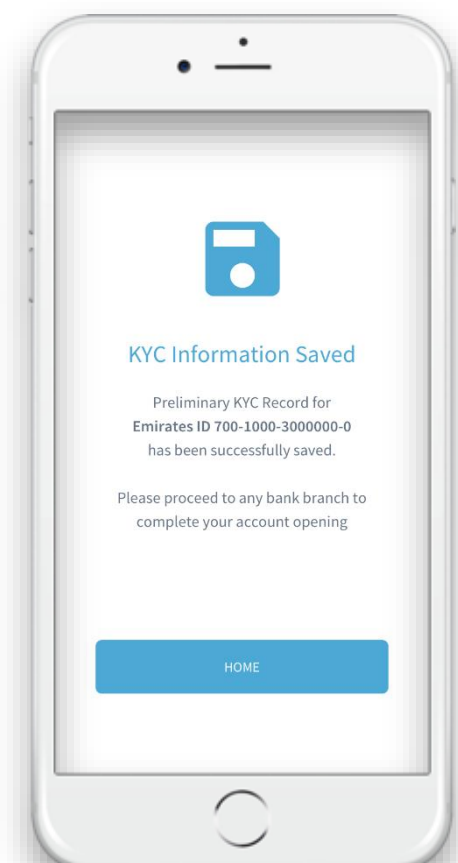 KYC Information Saved
Preliminary KYC Record for
Emirates ID 700-1000-3000000-0
has been successfully saved.
Please proceed to any bank branch to
complete your account opening
HOME